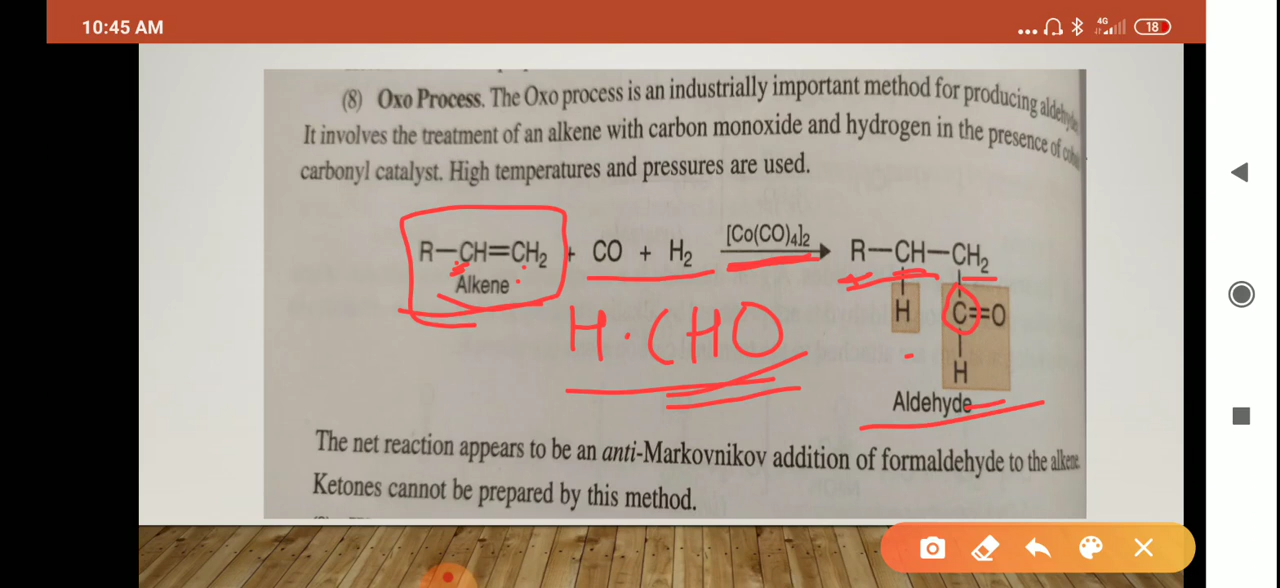 10:45 AM
4G
18
(8) Oxo Process. The Oxo process is an industrially important method for producing
It involves the treatment of an alkene with carbon monoxide and hydrogen in the presence of
carbonyl catalyst. High temperatures and pressures are used.
R—CH=CH₂ + CO + H₂ [Co(CO)₄]₂ → R—CH—CH₂
Alkene
H C=O
H
H·CHO
Aldehyde
The net reaction appears to be an anti-Markovnikov addition of formaldehyde to the alkene.
Ketones cannot be prepared by this method.